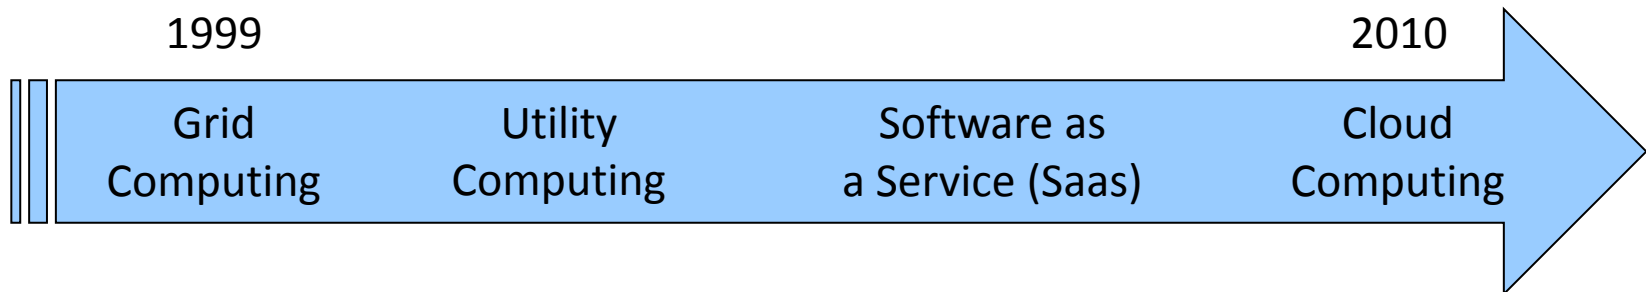 1999
2010
Grid
Computing
Utility
Computing
Software as
a Service (Saas)
Cloud
Computing